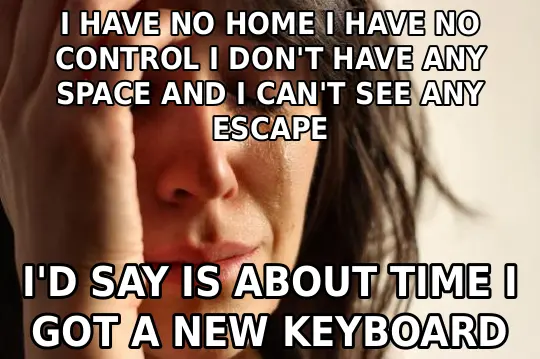 I HAVE NO HOME I HAVE NO
CONTROL I DON'T HAVE ANY
SPACE AND I CAN'T SEE ANY
ESCAPE
I'D SAY IS ABOUT TIME I
GOT A NEW KEYBOARD